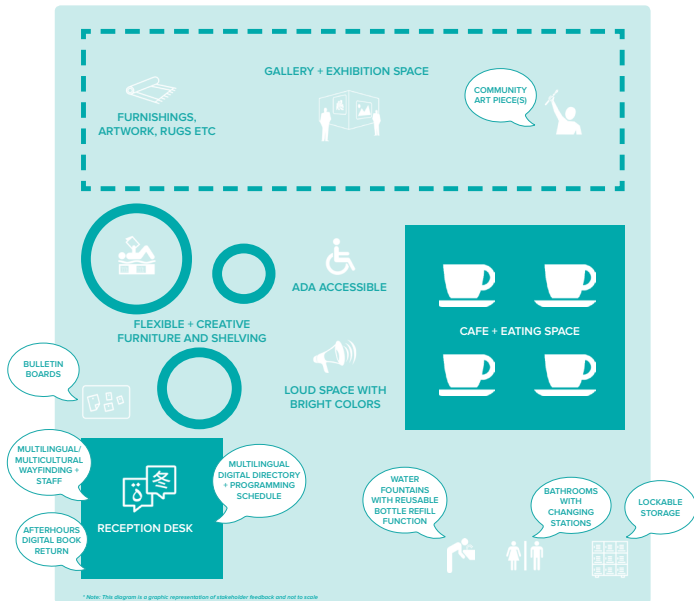 GALLERY + EXHIBITION SPACE
COMMUNITY
ART PIECE(S)
FURNISHINGS,
ARTWORK, RUGS ETC
ADA ACCESSIBLE
FLEXIBLE + CREATIVE
FURNITURE AND SHELVING
CAFE + EATING SPACE
LOUD SPACE WITH
BRIGHT COLORS
BULLETIN
BOARDS
MULTILINGUAL/
MULTICULTURAL
WAYFINDING +
STAFF
冬
MULTILINGUAL
DIGITAL DIRECTORY
+ PROGRAMMING
SCHEDULE
RECEPTION DESK
AFTERHOURS
DIGITAL BOOK
RETURN
WATER
FOUNTAINS
WITH REUSABLE
BOTTLE REFILL
FUNCTION
BATHROOMS
WITH
CHANGING
STATIONS
LOCKABLE
STORAGE
* Note: This diagram is a graphic representation of stakeholder feedback and not to scale